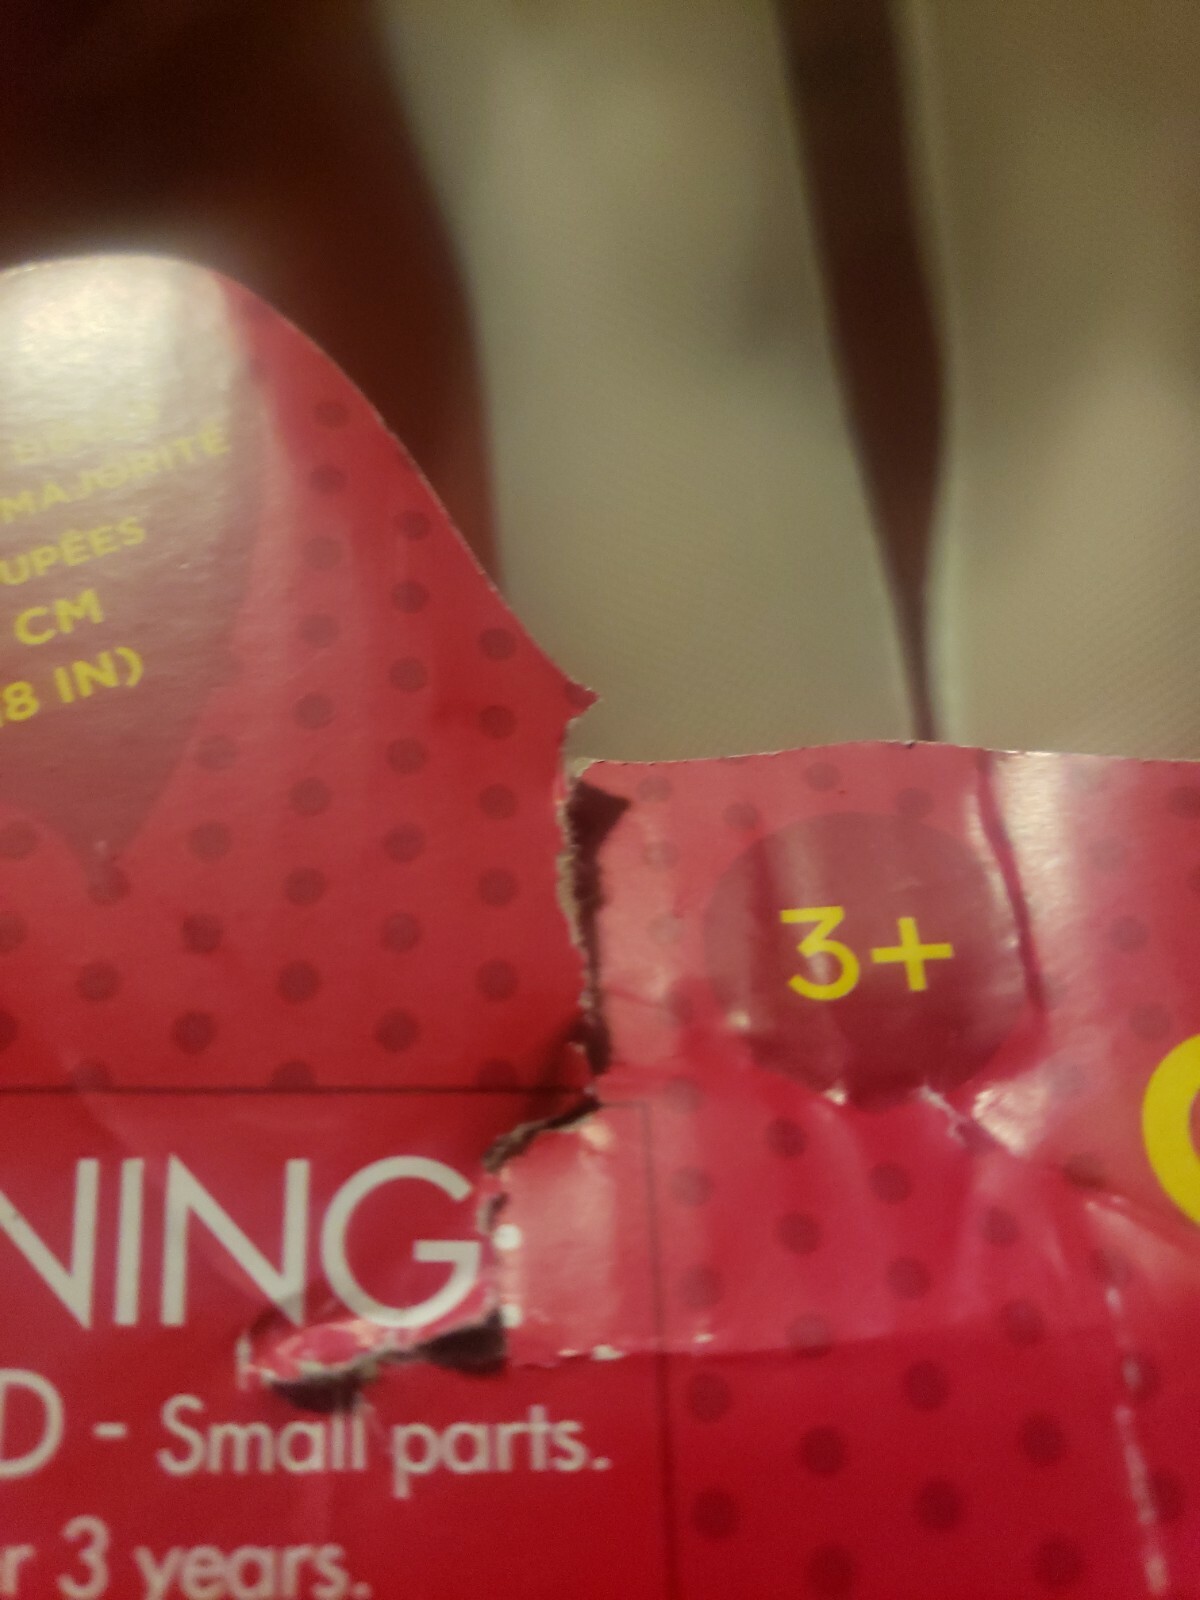 MAJORITÉ
UPÉES
CM
8 IN)
3+
NING:
D - Small parts.
r 3 years.